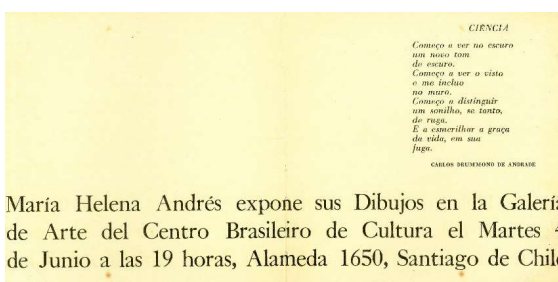 CIÊNCIA
Começo a ver no escuro
um novo tom
de escuro.
Começo a ver o visto
e me incluo
no muro.
Começo a distinguir
um sonilho, se tanto,
de ruga.
E a esmerilhar a graça
da vida, em sua
fuga.
CARLOS DRUMMOND DE ANDRADE
María Helena Andrés expone sus Dibujos en la Galería
de Arte del Centro Brasileiro de Cultura el Martes 4
de Junio a las 19 horas, Alameda 1650, Santiago de Chile